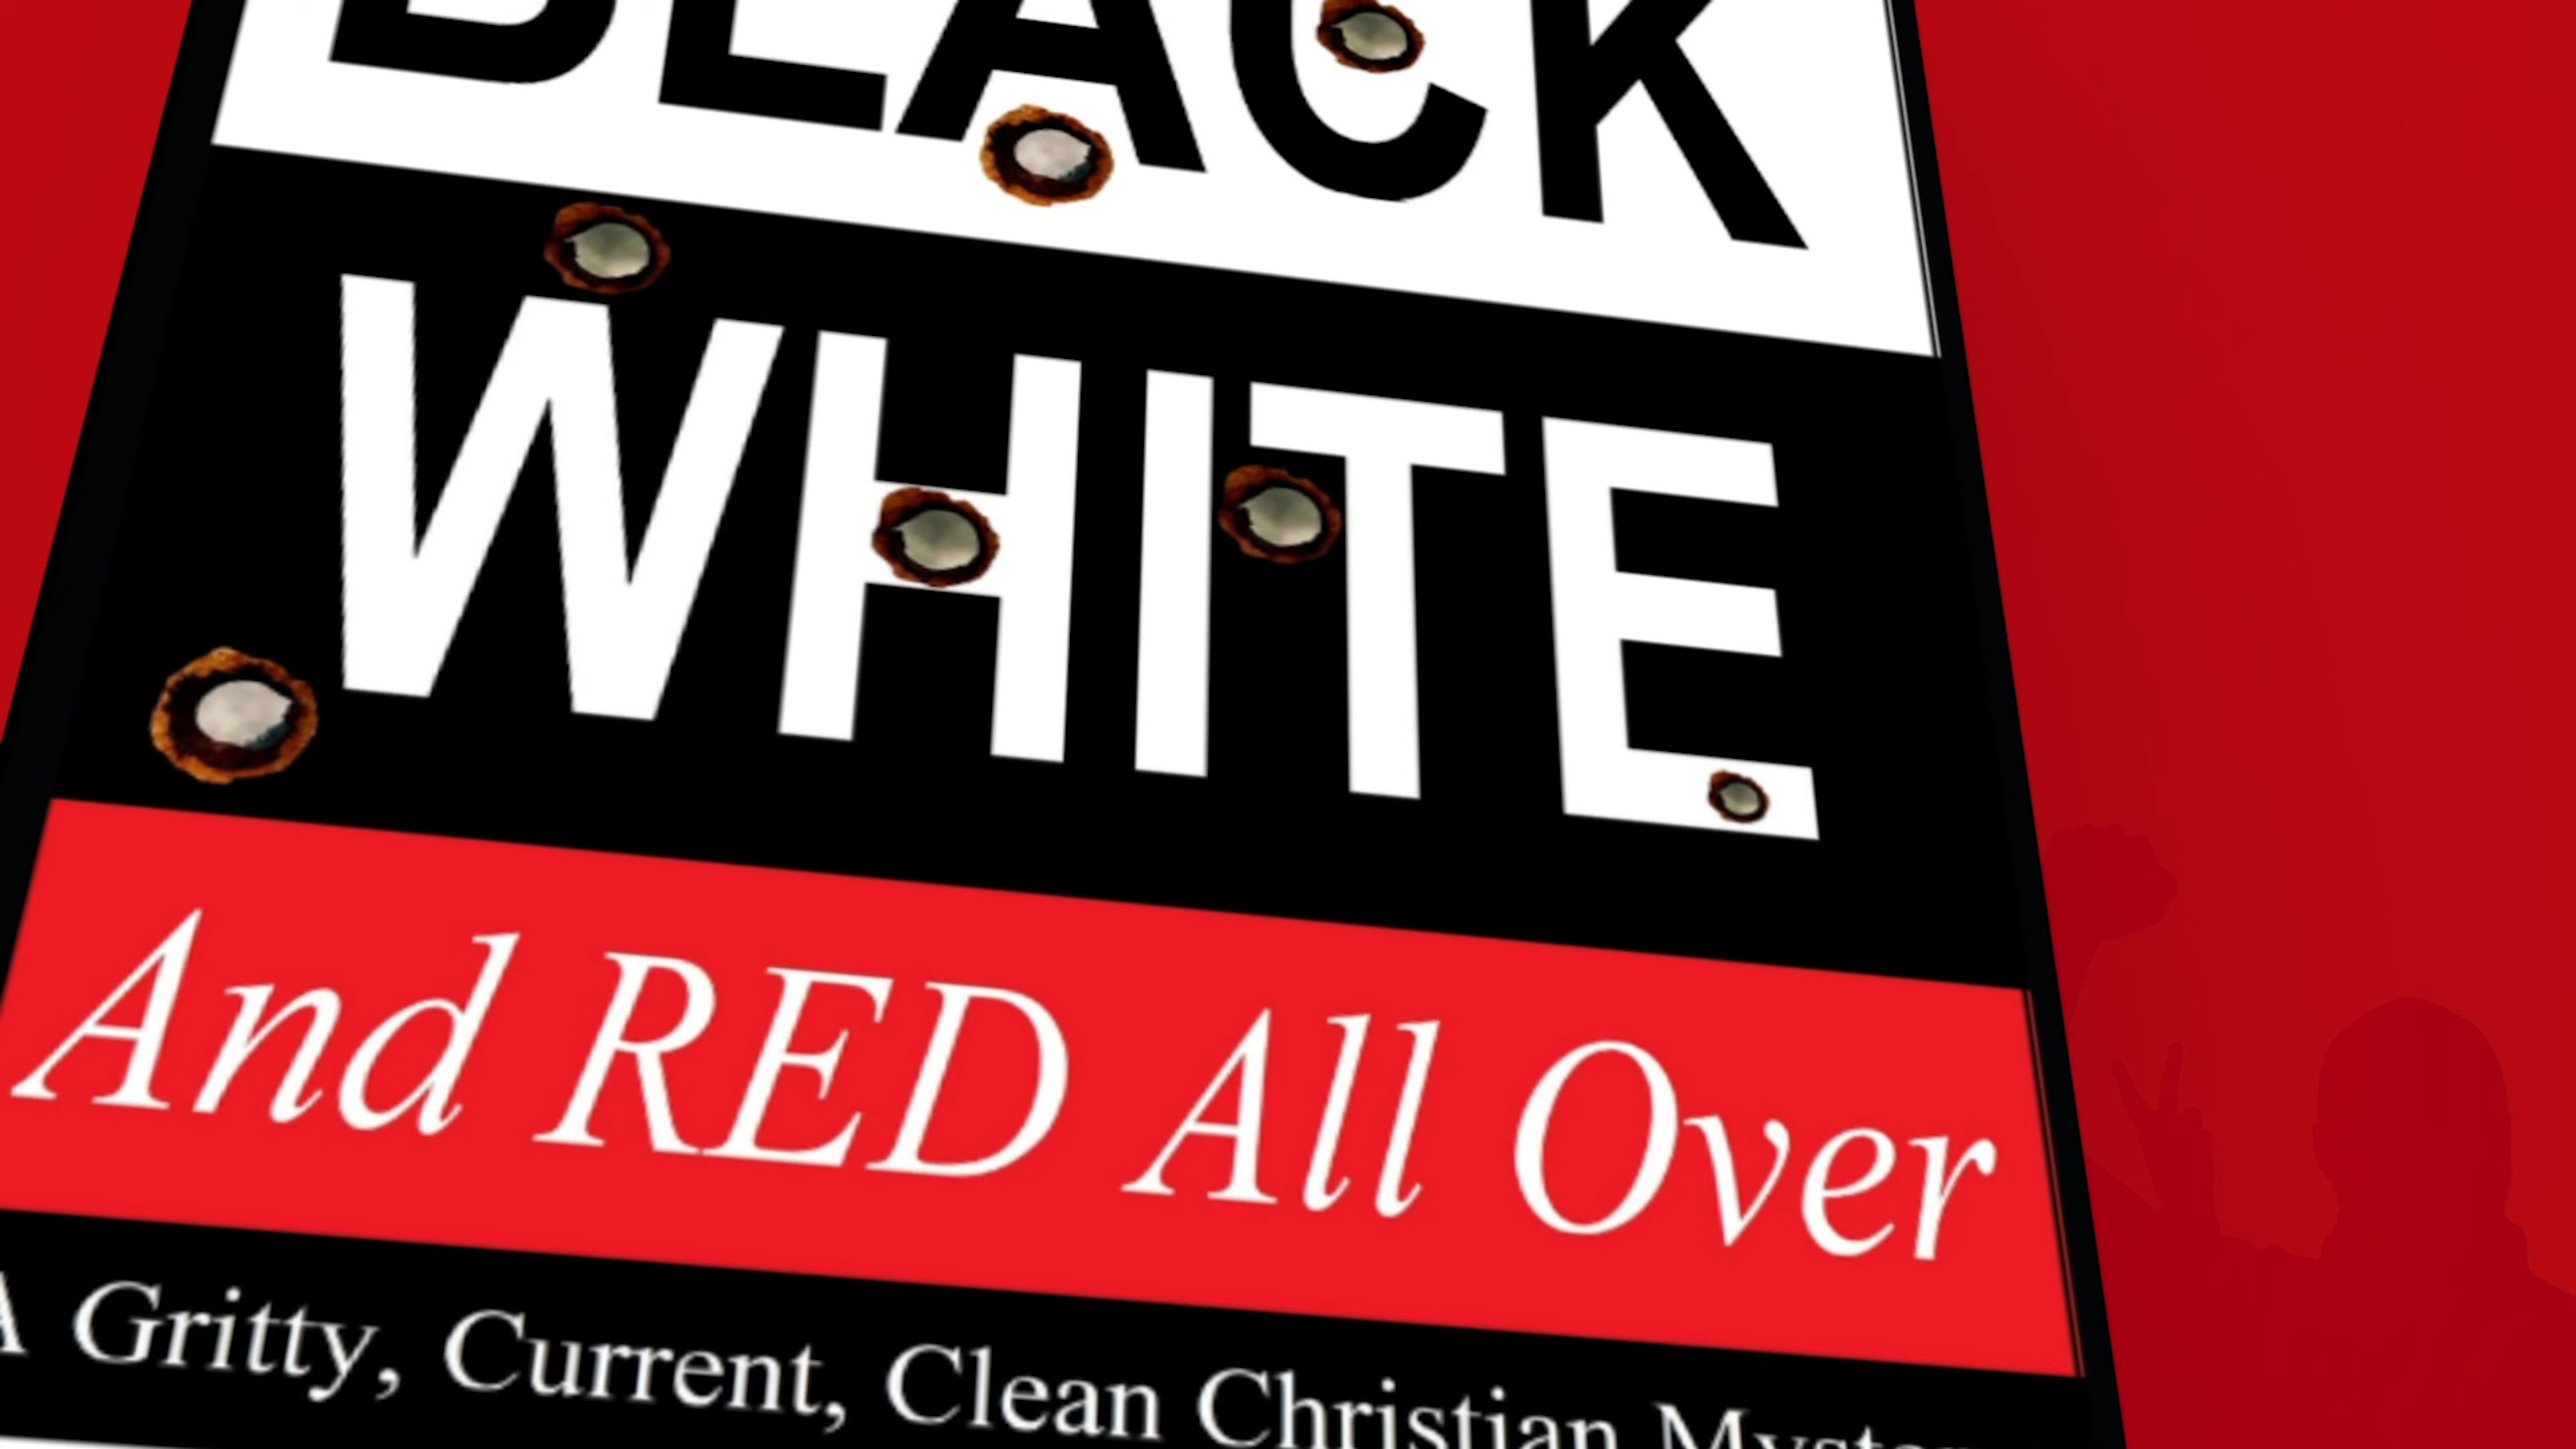 BLACK
WHITE
And RED All Over
A Gritty, Current, Clean Christian